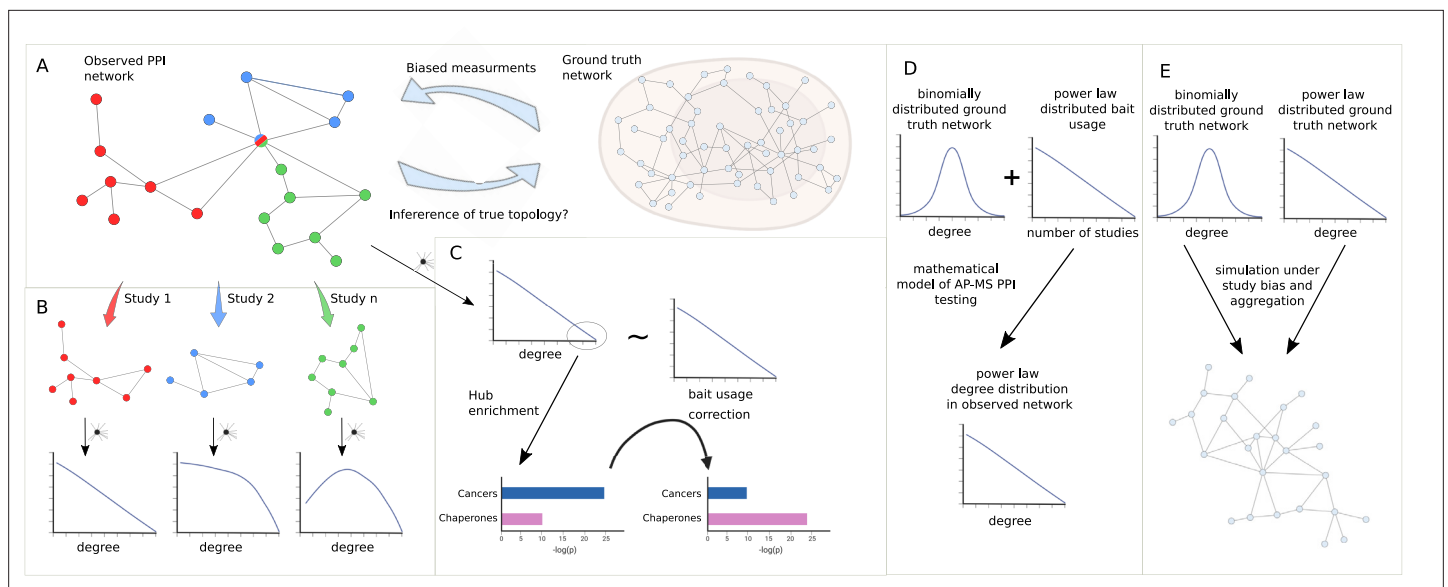 A
Observed PPI
network
Biased measurments
Ground truth
network
Infererence of true topology?
B
Study 1
Study 2
Study n
degree
degree
degree
C
degree
~
bait usage
correction
Hub
enrichment
Cancers
Chaperones
0 5 10 15 20 25
-log(p)
Cancers
Chaperones
0 5 10 15 20 25
-log(p)
D
binomially
distributed ground
truth network
power law
distributed bait
usage
+
degree
number of studies
mathematical
model of AP-MS PPI
testing
power law
degree distribution
in observed network
degree
E
binomially
distributed ground
truth network
power law
distributed ground
truth network
degree
degree
simulation under
study bias and
aggregation